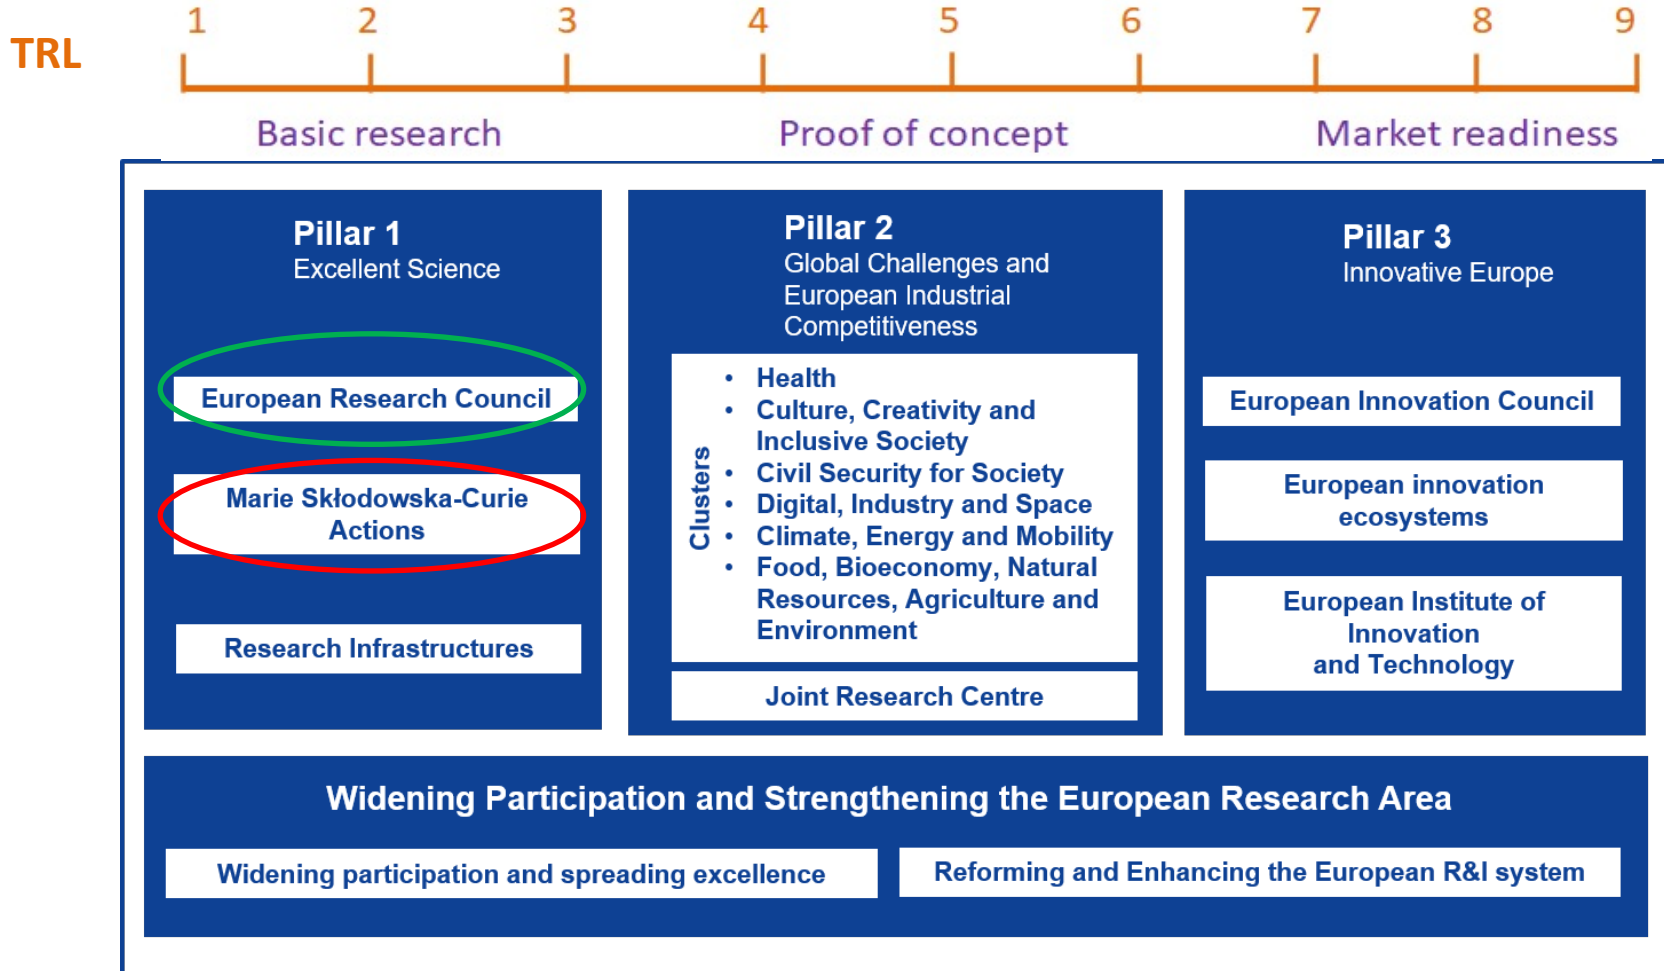 TRL
1 2 3 4 5 6 7 8 9
Basic research
Proof of concept
Market readiness
Pillar 1
Excellent Science
European Research Council
Marie Skłodowska-Curie
Actions
Research Infrastructures
Pillar 2
Global Challenges and
European Industrial
Competitiveness
Clusters
• Health
• Culture, Creativity and
Inclusive Society
• Civil Security for Society
• Digital, Industry and Space
• Climate, Energy and Mobility
• Food, Bioeconomy, Natural
Resources, Agriculture and
Environment
Joint Research Centre
Pillar 3
Innovative Europe
European Innovation Council
European innovation
ecosystems
European Institute of
Innovation
and Technology
Widening Participation and Strengthening the European Research Area
Widening participation and spreading excellence
Reforming and Enhancing the European R&I system